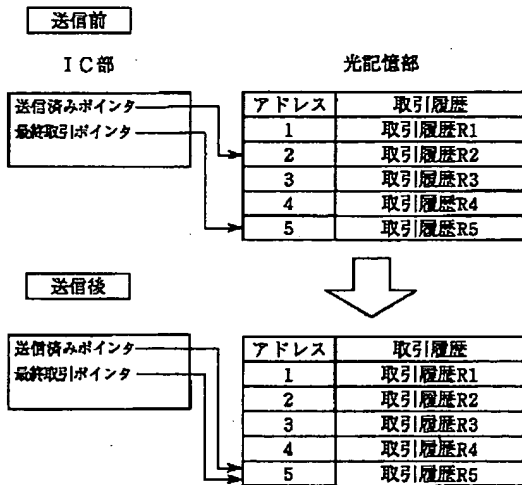 送信前
IC部
光記憶部
送信済みポインタ
最終取引ポインタ
アドレス 取引履歴
1 取引履歴R1
2 取引履歴R2
3 取引履歴R3
4 取引履歴R4
5 取引履歴R5
送信後
送信済みポインタ
最終取引ポインタ
アドレス 取引履歴
1 取引履歴R1
2 取引履歴R2
3 取引履歴R3
4 取引履歴R4
5 取引履歴R5